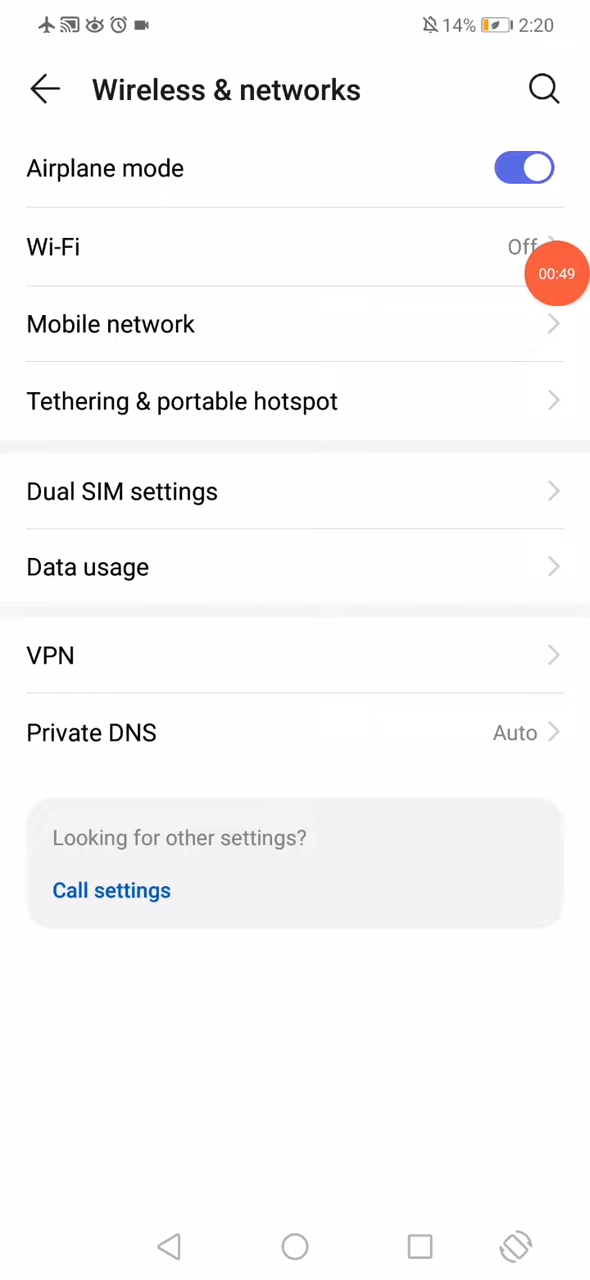 14% 2:20
Wireless & networks
Airplane mode
Wi-Fi Off
00:49
Mobile network
Tethering & portable hotspot
Dual SIM settings
Data usage
VPN
Private DNS Auto
Looking for other settings?
Call settings